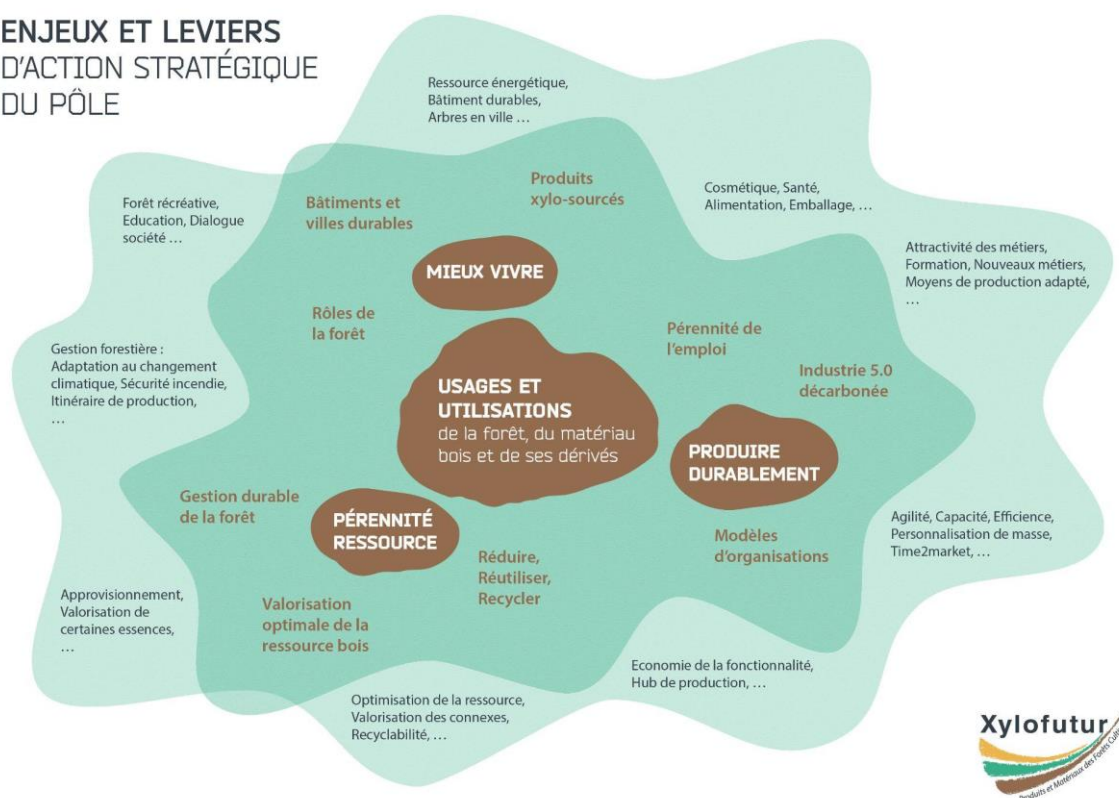 ENJEUX ET LEVIERS
D'ACTION STRATÉGIQUE
DU PÔLE
Ressource énergétique,
Bâtiment durables,
Arbres en ville ...
Forêt récréative,
Education, Dialogue
société ...
Bâtiments et
villes durables
Produits
xylo-sourcés
Cosmétique, Santé,
Alimentation, Emballage, ...
Attractivité des métiers,
Formation, Nouveaux métiers,
Moyens de production adapté,
...
MIEUX VIVRE
Rôles de
la forêt
Pérennité de
l'emploi
Industrie 5.0
décarbonée
Gestion forestière :
Adaptation au changement
climatique, Sécurité incendie,
Itinéraire de production,
...
USAGES ET
UTILISATIONS
de la forêt, du matériau
bois et de ses dérivés
PRODUIRE
DURABLEMENT
Gestion durable
de la forêt
PÉRENNITÉ
RESSOURCE
Réduire,
Réutiliser,
Recycler
Modèles
d'organisations
Agilité, Capacité, Efficience,
Personnalisation de masse,
Time2market, ...
Approvisionnement,
Valorisation de
certaines essences,
...
Valorisation
optimale de la
ressource bois
Economie de la fonctionnalité,
Hub de production, ...
Optimisation de la ressource,
Valorisation des connexes,
Recyclabilité, ...
Xylofutur
Produits et Matériaux des Forêts